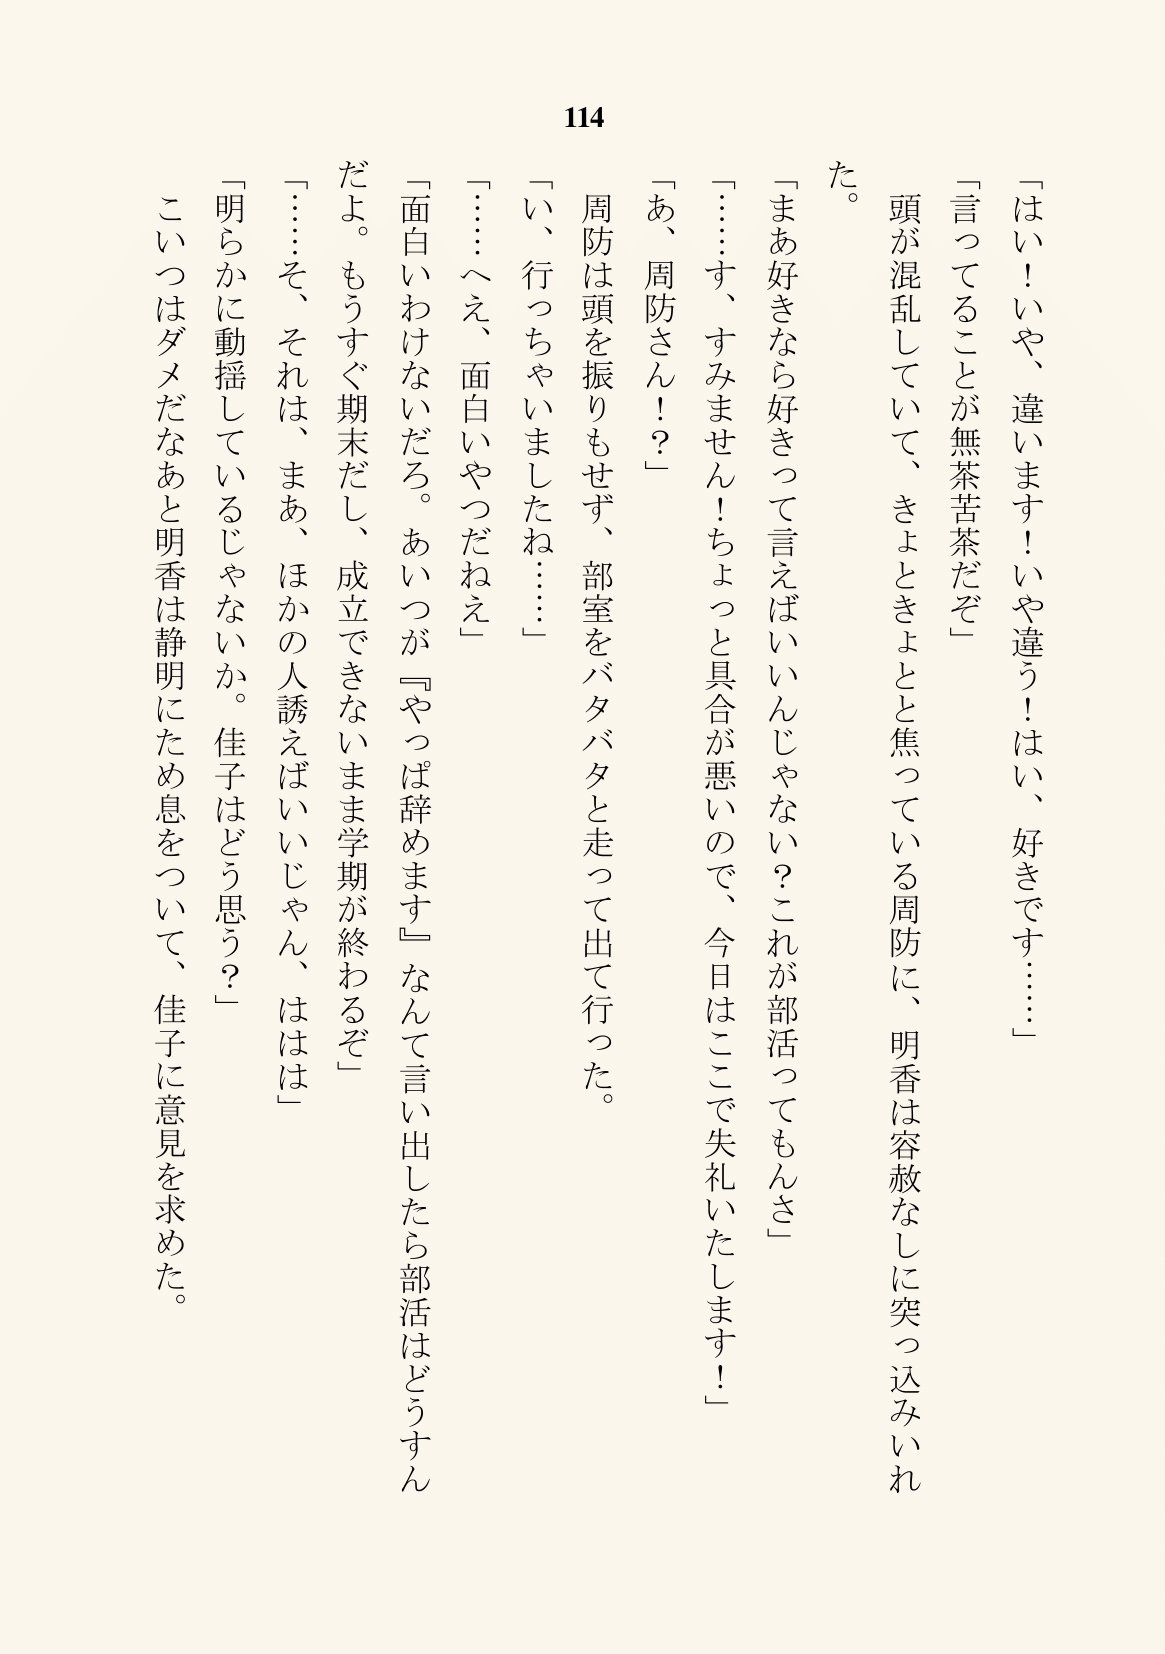 114
「はい！いや、違います！いや違う！はい、好きです……」
「言ってることが無茶苦茶だぞ」
　頭が混乱していて、きょときょとと焦っている周防に、明香は容赦なしに突っ込みいれ
た。
「まあ好きなら好きって言えばいいんじゃない？これが部活ってもんさ」
「……す、すみません！ちょっと具合が悪いので、今日はここで失礼いたします！」
「あ、周防さん！？」
　周防は頭を振りもせず、部室をバタバタと走って出て行った。
「い、行っちゃいましたね……」
「……へえ、面白いやつだねえ」
「面白いわけないだろ。あいつが『やっぱ辞めます』なんて言い出したら部活はどうすん
だよ。もうすぐ期末だし、成立できないまま学期が終わるぞ」
「……そ、それは、まあ、ほかの人誘えばいいじゃん、ははは」
「明らかに動揺しているじゃないか。佳子はどう思う？」
　こいつはダメだなあと明香は静明にため息をついて、佳子に意見を求めた。